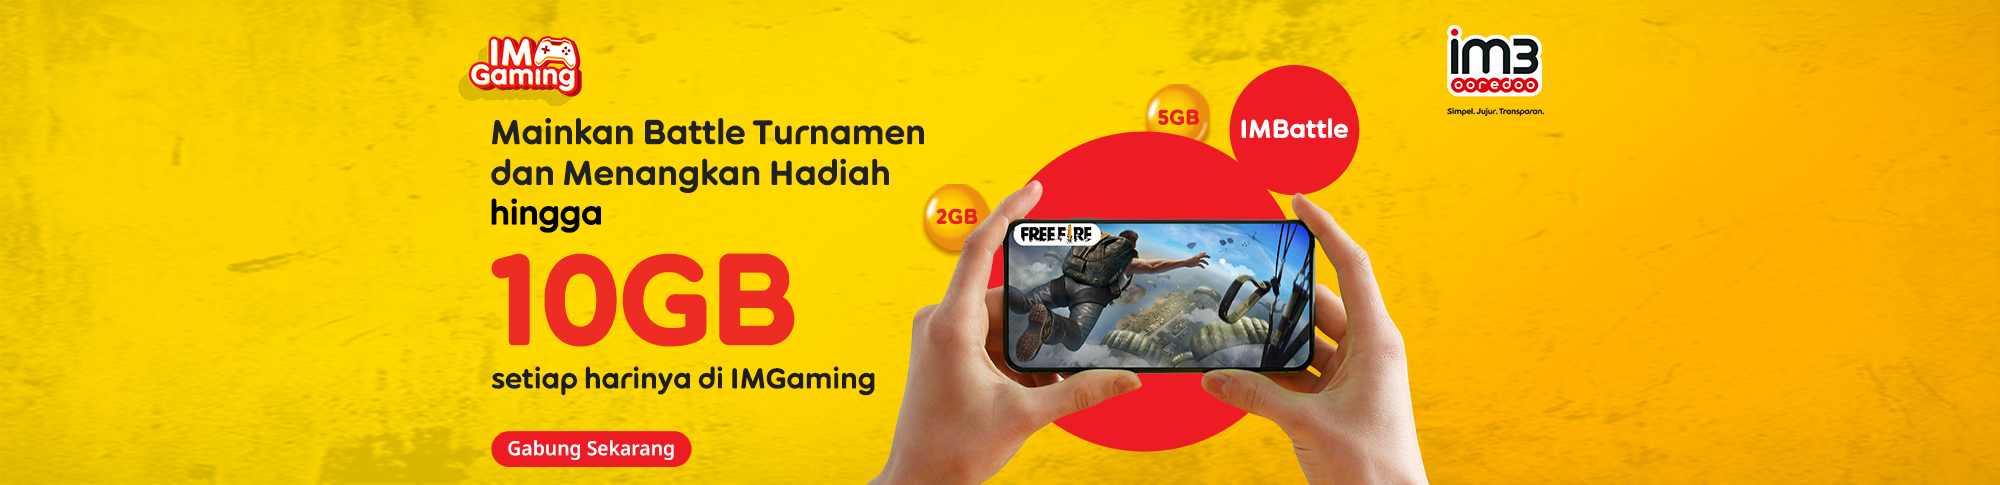 IM
Gaming
Mainkan Battle Turnamen
dan Menangkan Hadiah
hingga
10GB
setiap harinya di IMGaming
Gabung Sekarang
2GB
5GB
IMBattle
FREE FIRE
im3
ooredoo
Simpel. Jujur. Transparan.